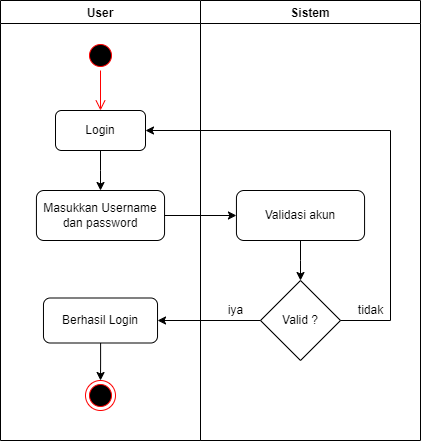 User
Sistem
Login
Masukkan Username
dan password
Validasi akun
Valid ?
iya
tidak
Berhasil Login